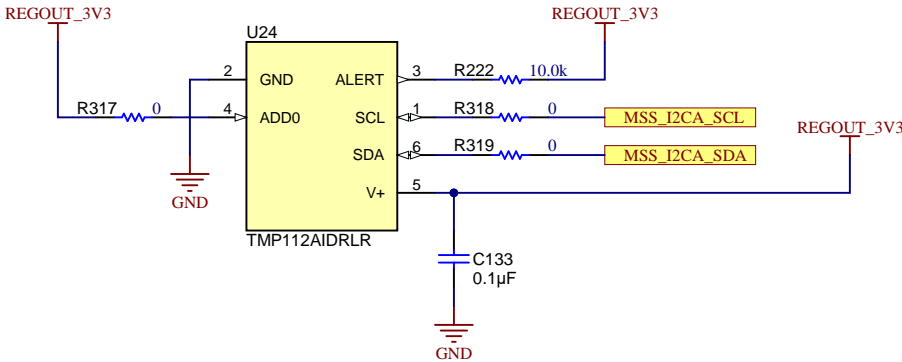 REGOUT_3V3
REGOUT_3V3
U24
2 GND ALERT 3 R222 10.0k
R317 0 4 ADD0 SCL 1 R318 0 MSS_I2CA_SCL
REGOUT_3V3
SDA 6 R319 0 MSS_I2CA_SDA
V+ 5
GND
TMP112AIDRLR
C133
0.1µF
GND